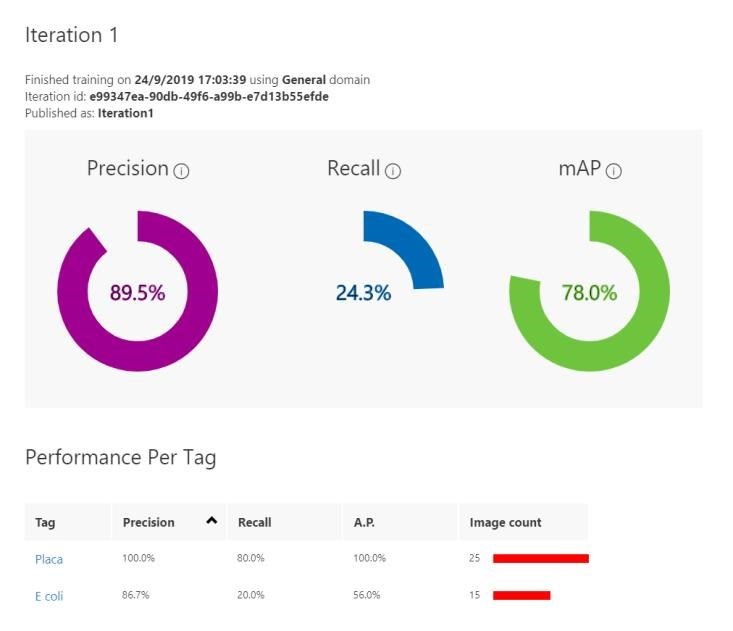 Iteration 1
Finished training on 24/9/2019 17:03:39 using General domain
Iteration id: e99347ea-90db-49f6-a99b-e7d13b55efde
Published as: Iteration1
Precision Recall mAP
89.5% 24.3% 78.0%
Performance Per Tag
Tag Precision Recall A.P. Image count
Placa 100.0% 80.0% 100.0% 25
E coli 86.7% 20.0% 56.0% 15